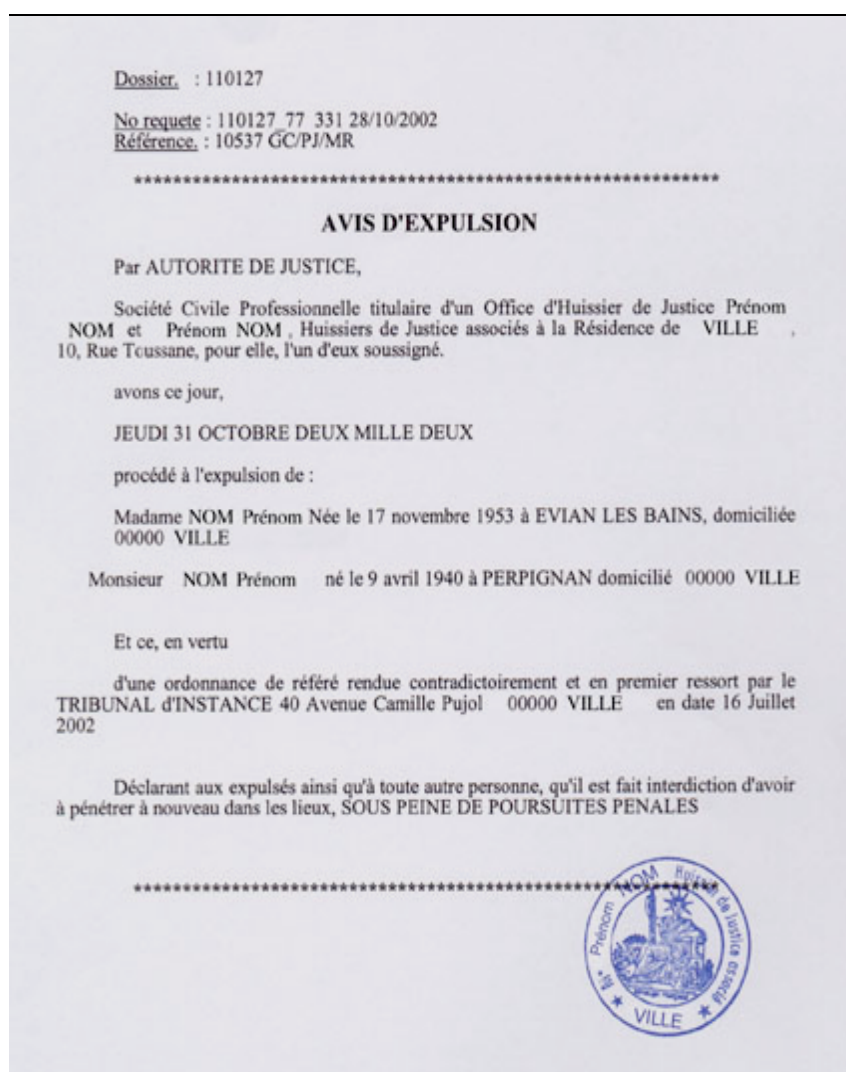 Dossier. : 110127
No requete : 110127_77 331 28/10/2002
Référence. : 10537 GC/PJ/MR
************************************************************
AVIS D'EXPULSION
Par AUTORITE DE JUSTICE,
Société Civile Professionnelle titulaire d'un Office d'Huissier de Justice Prénom
NOM et Prénom NOM , Huissiers de Justice associés à la Résidence de VILLE ,
10, Rue Toussane, pour elle, l'un d'eux soussigné.
avons ce jour,
JEUDI 31 OCTOBRE DEUX MILLE DEUX
procédé à l'expulsion de :
Madame NOM Prénom Née le 17 novembre 1953 à EVIAN LES BAINS, domiciliée
00000 VILLE
Monsieur NOM Prénom né le 9 avril 1940 à PERPIGNAN domicilié 00000 VILLE
Et ce, en vertu
d'une ordonnance de référé rendue contradictoirement et en premier ressort par le
TRIBUNAL d'INSTANCE 40 Avenue Camille Pujol 00000 VILLE en date 16 Juillet
2002
Déclarant aux expulsés ainsi qu'à toute autre personne, qu'il est fait interdiction d'avoir
à pénétrer à nouveau dans les lieux, SOUS PEINE DE POURSUITES PENALES
************************************************************
Prénom NOM Huissier de Justice associé
VILLE